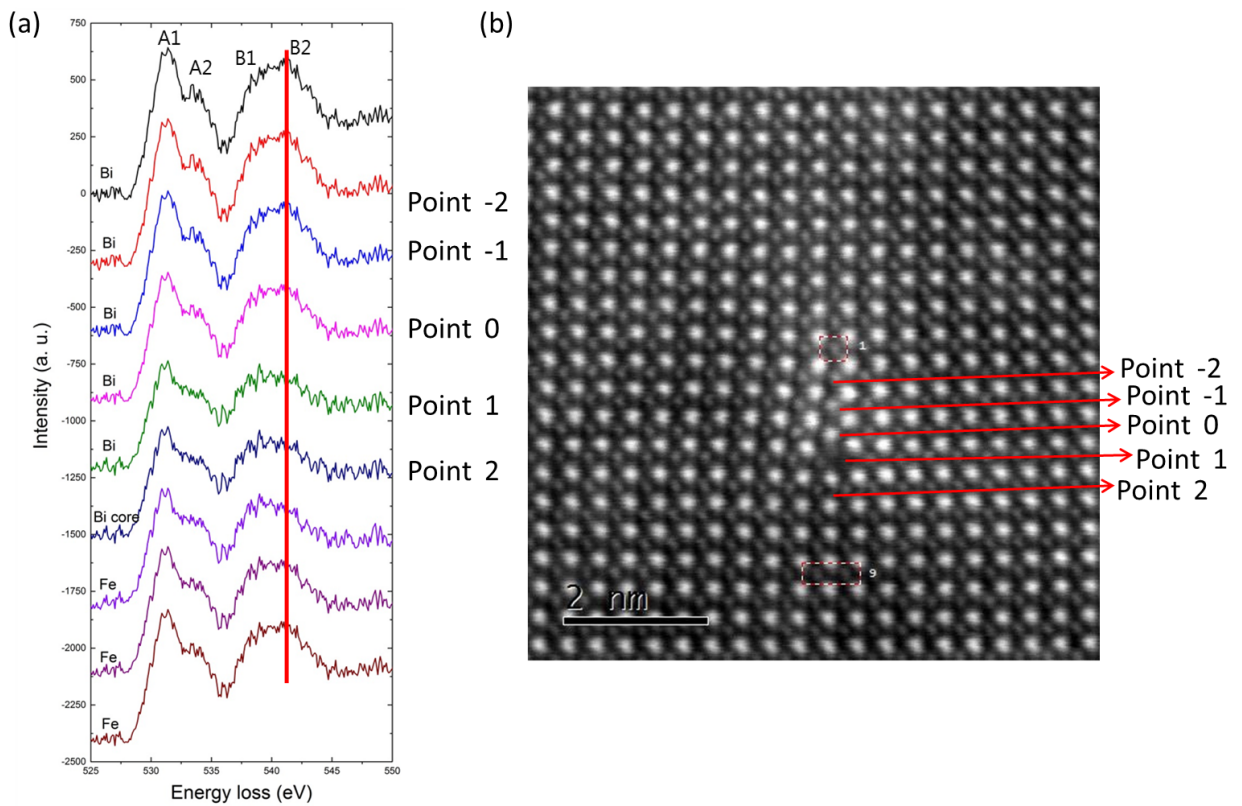 (a)
(b)
A1
A2
B1
B2
750
500
250
0
-250
-500
-750
-1000
-1250
-1500
-1750
-2000
-2250
-2500
Intensity (a. u.)
Bi
Bi
Bi
Bi
Bi
Bi core
Fe
Fe
Fe
525
530
535
540
545
550
Energy loss (eV)
Point -2
Point -1
Point 0
Point 1
Point 2
1
9
2 nm
Point -2
Point -1
Point 0
Point 1
Point 2